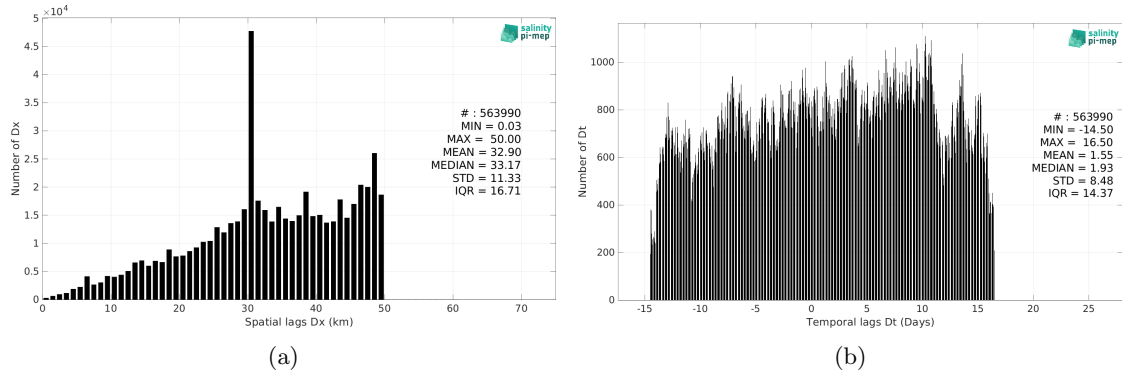 5 ×10⁴
4.5
4
3.5
3
2.5
2
1.5
1
0.5
0
0 10 20 30 40 50 60 70
Number of Dx
Spatial lags Dx (km)
salinity
pi-mep
# : 563990
MIN = 0.03
MAX = 50.00
MEAN = 32.90
MEDIAN = 33.17
STD = 11.33
IQR = 16.71
(a)
1000
800
600
400
200
0
-15 -10 -5 0 5 10 15 20 25
Number of Dt
Temporal lags Dt (Days)
salinity
pi-mep
# : 563990
MIN = -14.50
MAX = 16.50
MEAN = 1.55
MEDIAN = 1.93
STD = 8.48
IQR = 14.37
(b)